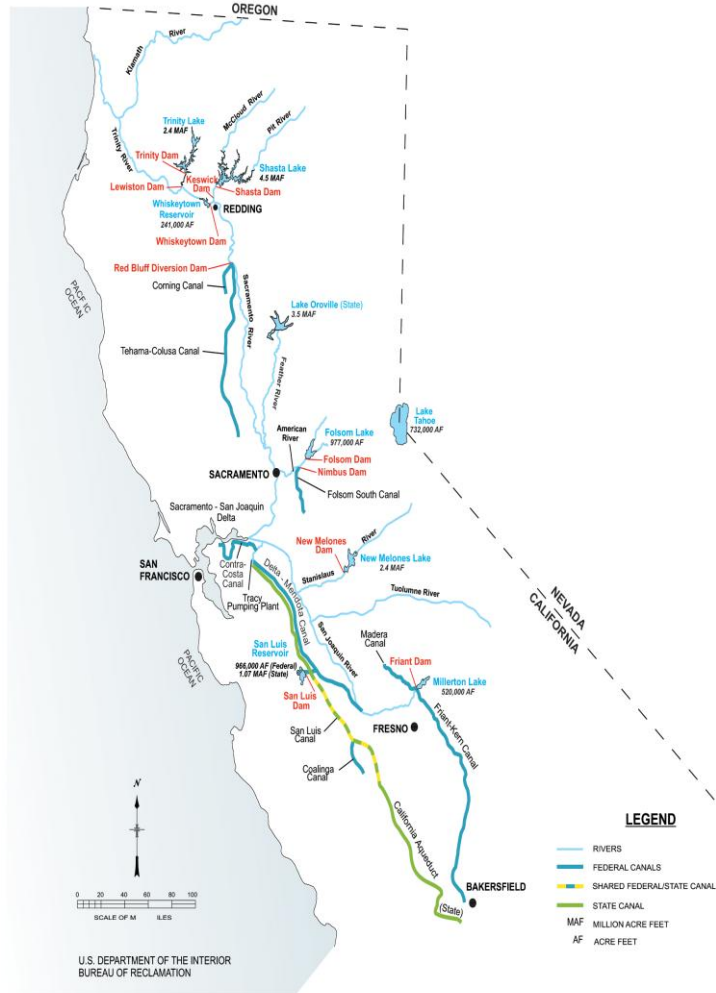 OREGON
Klamath
River
Trinity Lake
2.4 MAF
McCloud River
Pit River
Trinity River
Trinity Dam
Lewiston Dam
Keswick
Dam
Shasta Lake
4.5 MAF
Shasta Dam
Whiskeytown
Reservoir
241,000 AF
REDDING
Whiskeytown Dam
Red Bluff Diversion Dam
Corning Canal
PACFIC
OCEAN
Sacramento River
Lake Oroville (State)
3.5 MAF
Tehama-Colusa Canal
Feather River
Lake
Tahoe
732,000 AF
American
River
Folsom Lake
977,000 AF
Folsom Dam
SACRAMENTO
Nimbus Dam
Folsom South Canal
Sacramento - San Joaquin
Delta
New Melones
Dam
River
Stanislaus
New Melones Lake
2.4 MAF
SAN
FRANCISCO
Contra-
Costa
Canal
Delta - Mendota Canal
Tracy
Pumping Plant
Tuolumne River
NEVADA
CALIFORNIA
PACIFIC
OCEAN
San Luis
Reservoir
966,000 AF (Federal)
1.07 MAF (State)
San Joaquin River
Madera
Canal
Friant Dam
Millerton Lake
520,000 AF
San Luis
Dam
San Luis
Canal
FRESNO
Friant-Kern Canal
Coalinga
Canal
California Aqueduct
(State)
BAKERSFIELD
N
0 20 40 60 80 100
SCALE OF M ILES
LEGEND
RIVERS
FEDERAL CANALS
SHARED FEDERAL/STATE CANAL
STATE CANAL
MAF MILLION ACRE FEET
AF ACRE FEET
U.S. DEPARTMENT OF THE INTERIOR
BUREAU OF RECLAMATION